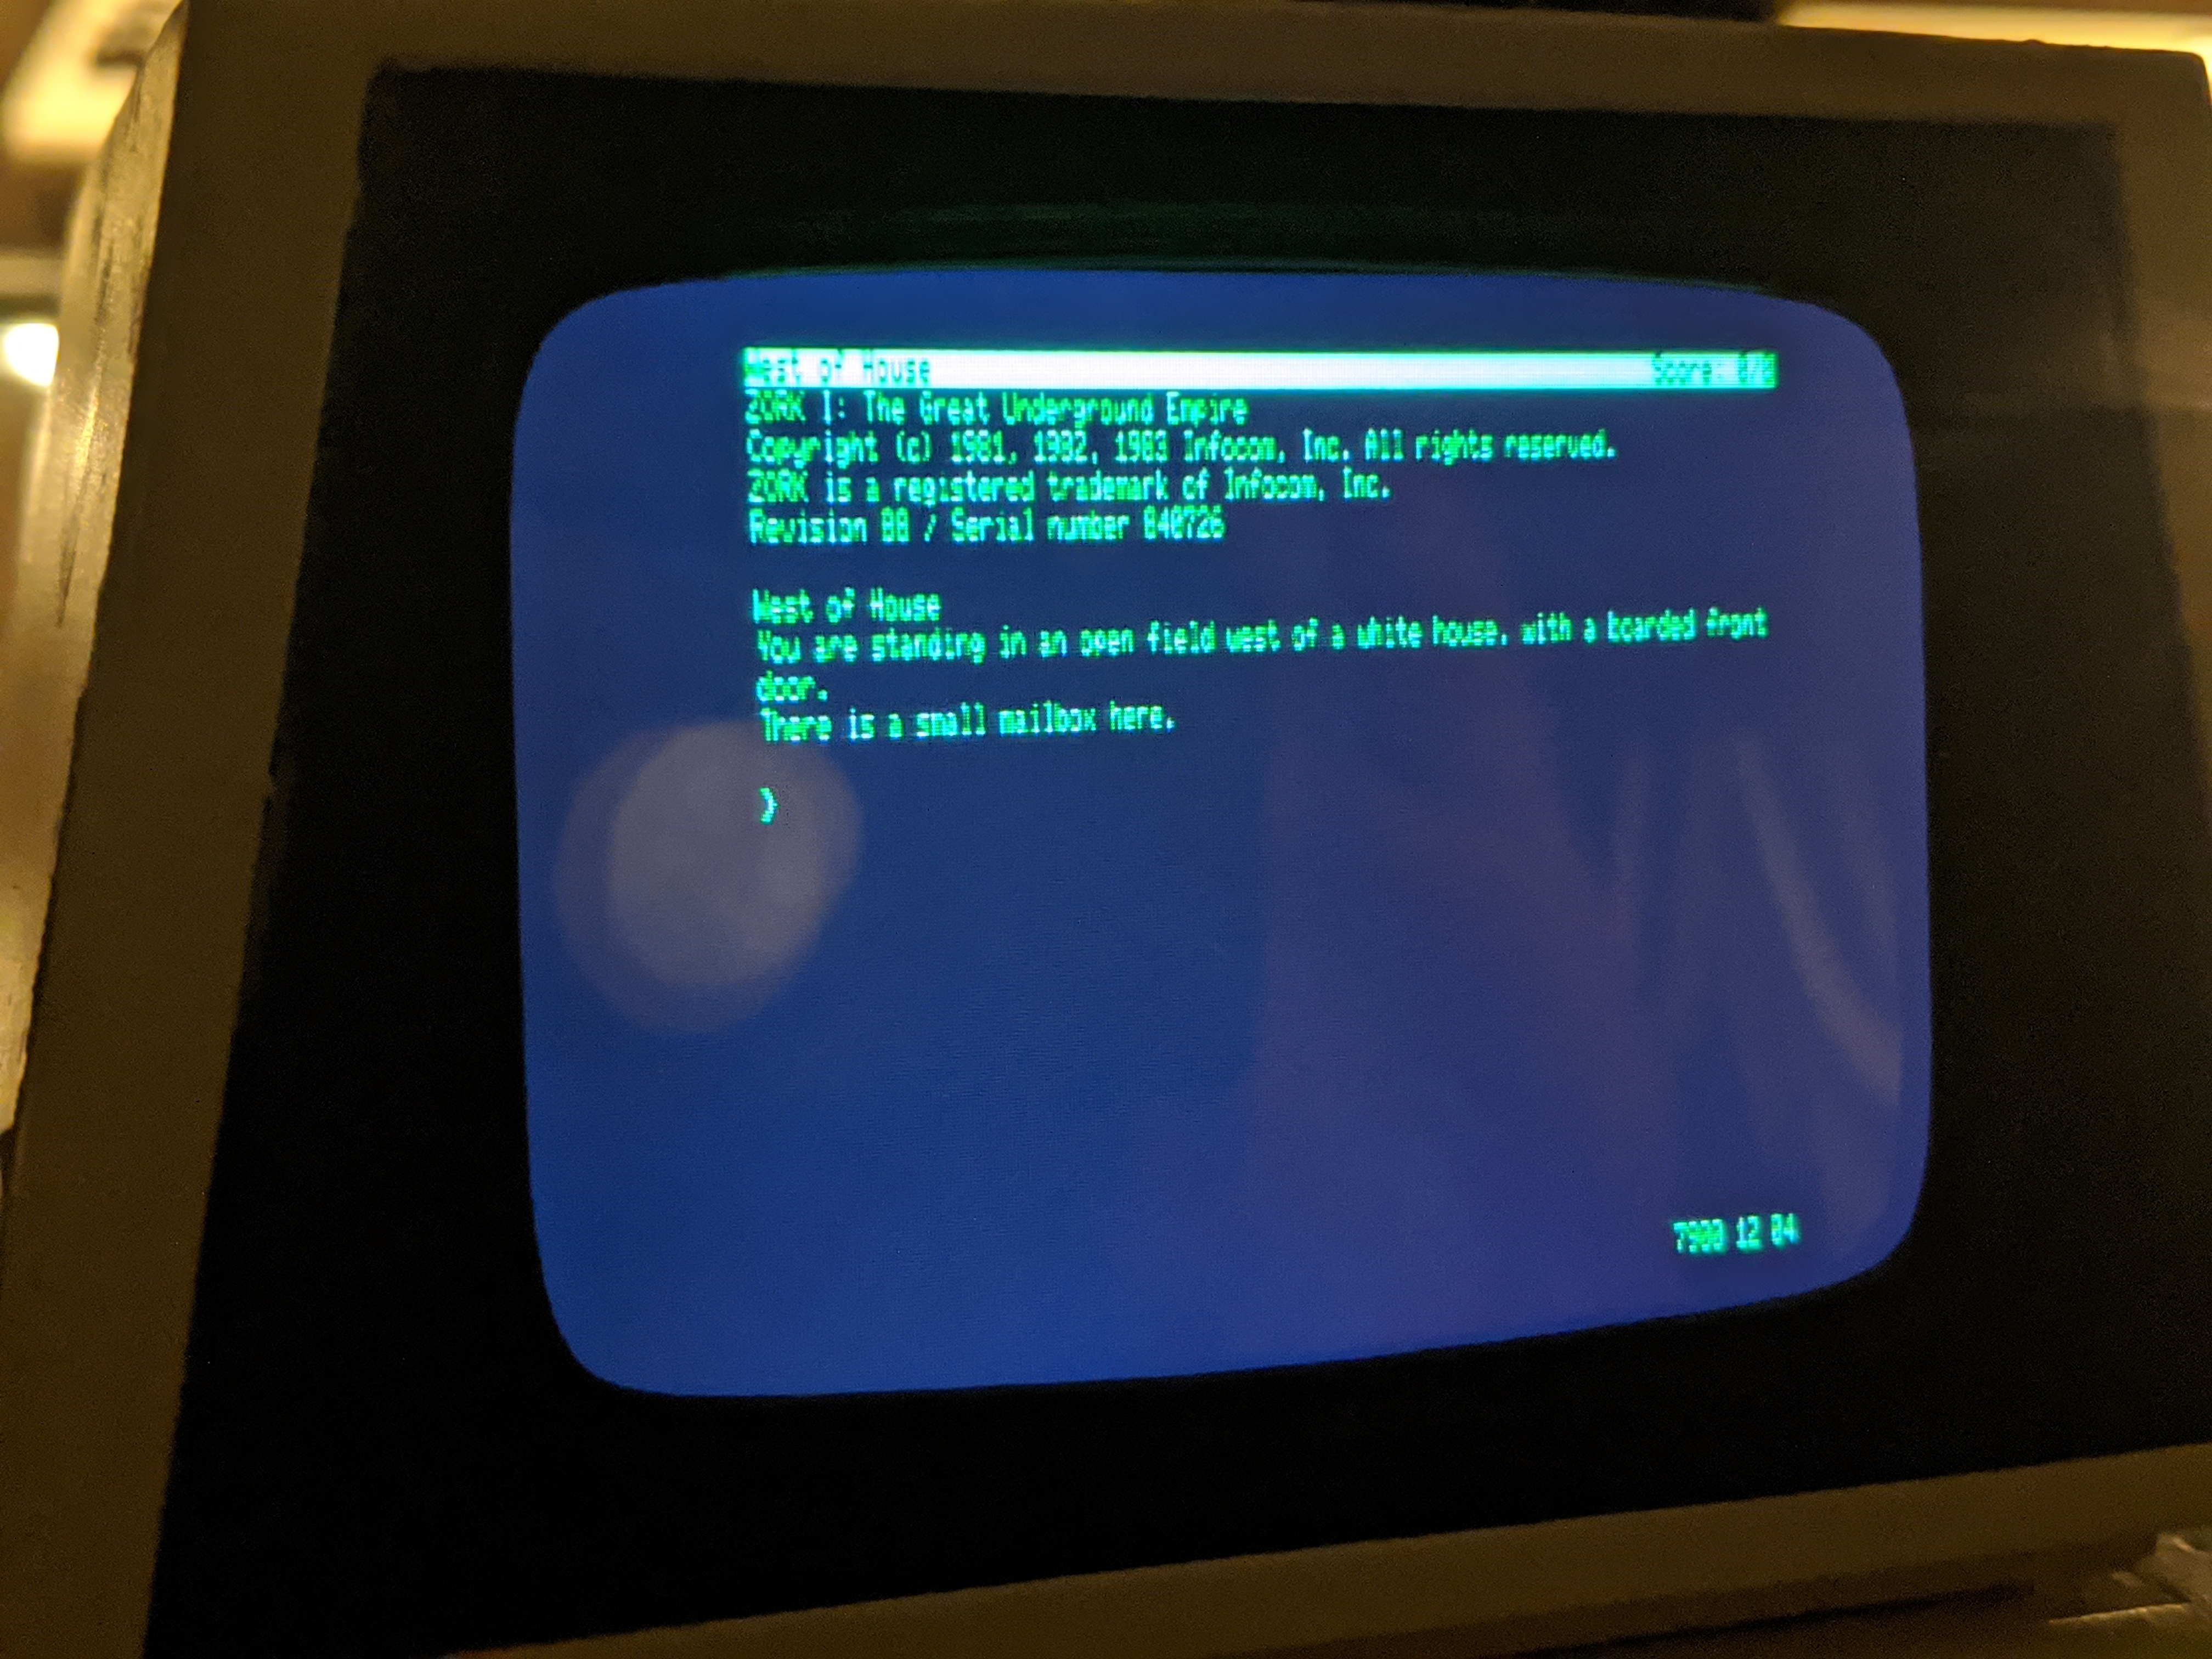 West of House Score: 0/0
ZORK I: The Great Underground Empire
Copyright (c) 1981, 1982, 1983 Infocom, Inc. All rights reserved.
ZORK is a registered trademark of Infocom, Inc.
Revision 88 / Serial number 840726
West of House
You are standing in an open field west of a white house, with a boarded front
door.
There is a small mailbox here.
>
7900 12 04